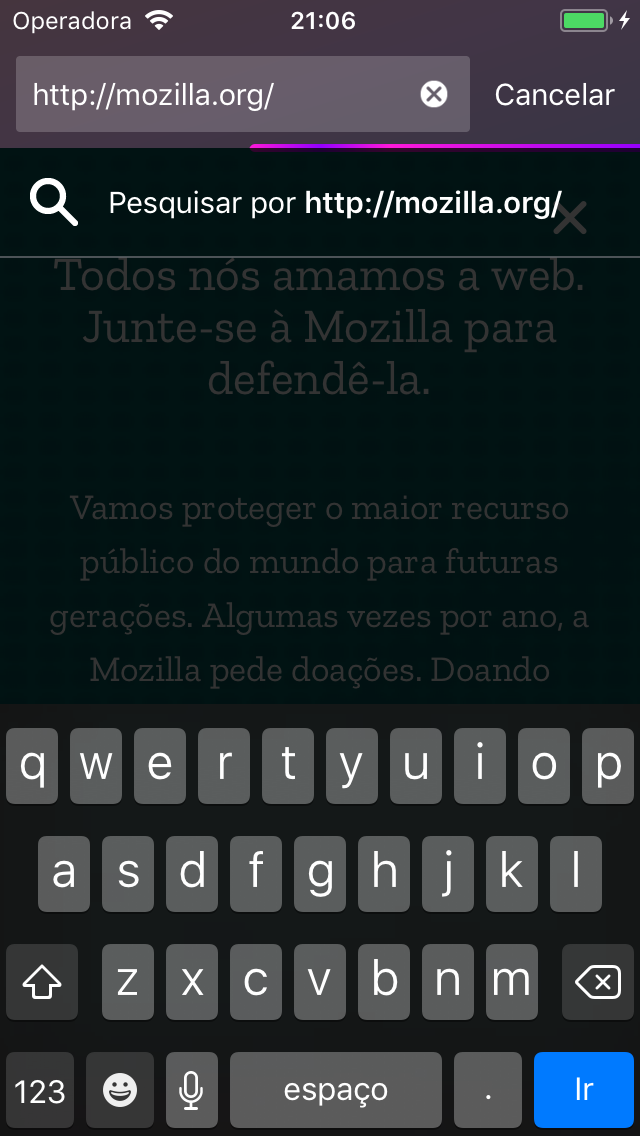 Operadora 21:06
http://mozilla.org/ Cancelar
Pesquisar por http://mozilla.org/
Todos nós amamos a web.
Junte-se à Mozilla para
defendê-la.
Vamos proteger o maior recurso
público do mundo para futuras
gerações. Algumas vezes por ano, a
Mozilla pede doações. Doando
q w e r t y u i o p
a s d f g h j k l
z x c v b n m
123 espaço . Ir